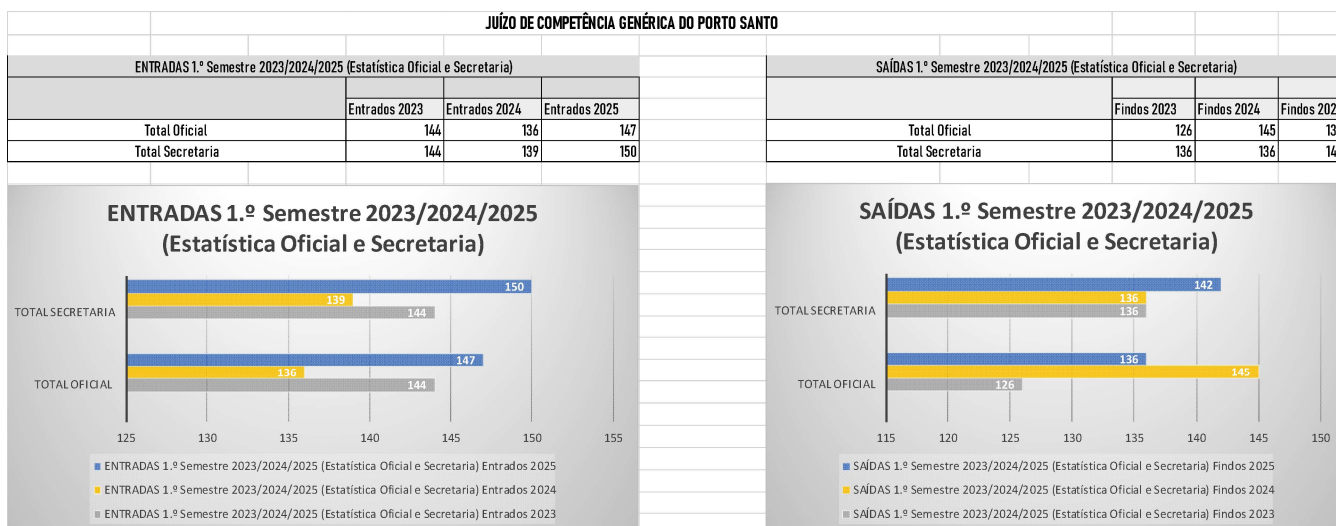 JUÍZO DE COMPETÊNCIA GENÉRICA DO PORTO SANTO
ENTRADAS 1.º Semestre 2023/2024/2025 (Estatística Oficial e Secretaria)
Entrados 2023 Entrados 2024 Entrados 2025
Total Oficial 144 136 147
Total Secretaria 144 139 150
SAÍDAS 1.º Semestre 2023/2024/2025 (Estatística Oficial e Secretaria)
Findos 2023 Findos 2024 Findos 202
Total Oficial 126 145 13
Total Secretaria 136 136 14
ENTRADAS 1.º Semestre 2023/2024/2025
(Estatística Oficial e Secretaria)
150
139
TOTAL SECRETARIA 144
147
136
TOTAL OFICIAL 144
125 130 135 140 145 150 155
ENTRADAS 1.º Semestre 2023/2024/2025 (Estatística Oficial e Secretaria) Entrados 2025
ENTRADAS 1.º Semestre 2023/2024/2025 (Estatística Oficial e Secretaria) Entrados 2024
ENTRADAS 1.º Semestre 2023/2024/2025 (Estatística Oficial e Secretaria) Entrados 2023
SAÍDAS 1.º Semestre 2023/2024/2025
(Estatística Oficial e Secretaria)
142
136
TOTAL SECRETARIA 136
136
145
TOTAL OFICIAL 126
115 120 125 130 135 140 145 150
SAÍDAS 1.º Semestre 2023/2024/2025 (Estatística Oficial e Secretaria) Findos 2025
SAÍDAS 1.º Semestre 2023/2024/2025 (Estatística Oficial e Secretaria) Findos 2024
SAÍDAS 1.º Semestre 2023/2024/2025 (Estatística Oficial e Secretaria) Findos 2023